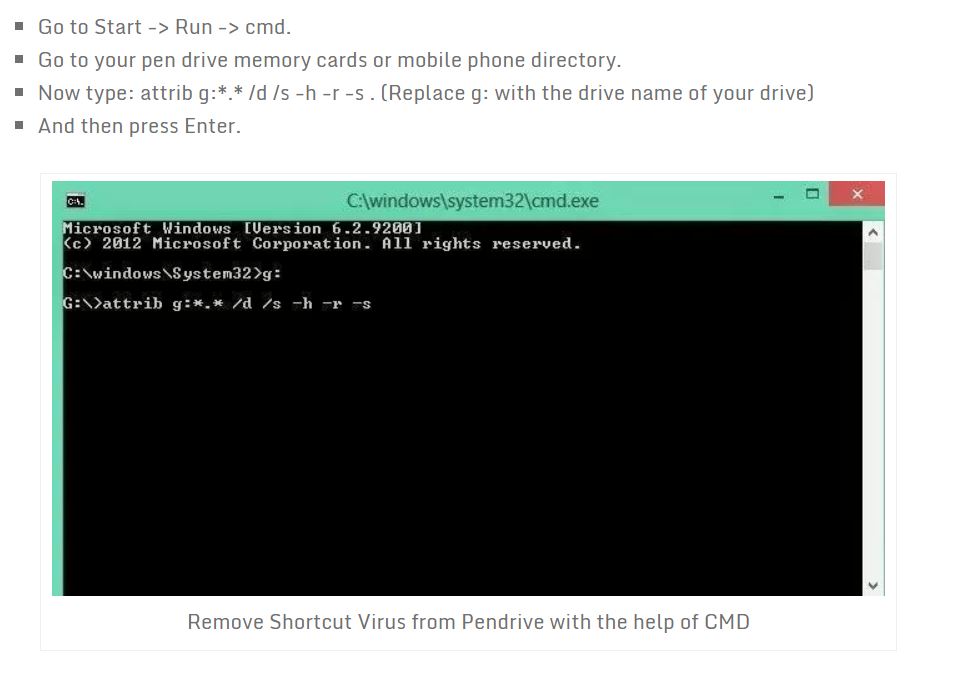 Go to Start -> Run -> cmd.
Go to your pen drive memory cards or mobile phone directory.
Now type: attrib g:*.* /d /s -h -r -s . (Replace g: with the drive name of your drive)
And then press Enter.
C:\windows\system32\cmd.exe
Microsoft Windows [Version 6.2.9200]
(c) 2012 Microsoft Corporation. All rights reserved.
C:\windows\System32>g:
G:\>attrib g:*.* /d /s -h -r -s
Remove Shortcut Virus from Pendrive with the help of CMD